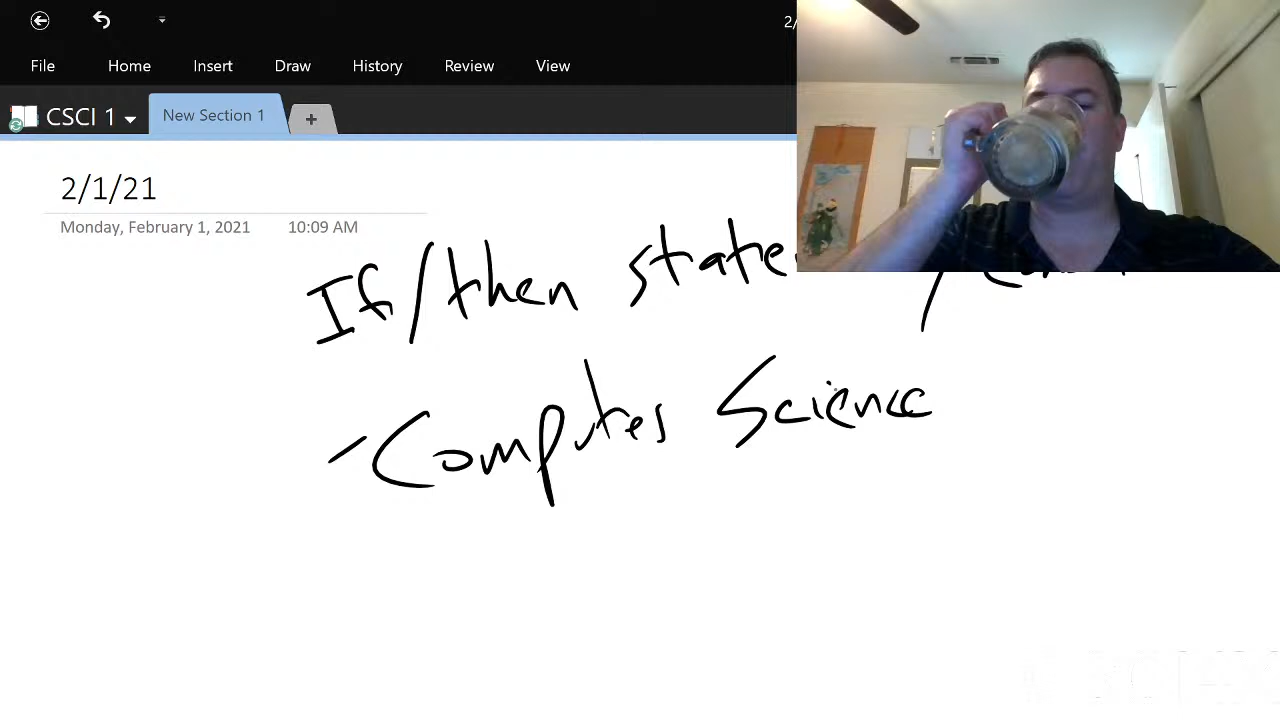 2/
File Home Insert Draw History Review View
CSCI 1 New Section 1 +
2/1/21
Monday, February 1, 2021 10:09 AM
If/then state /
- Computer Science